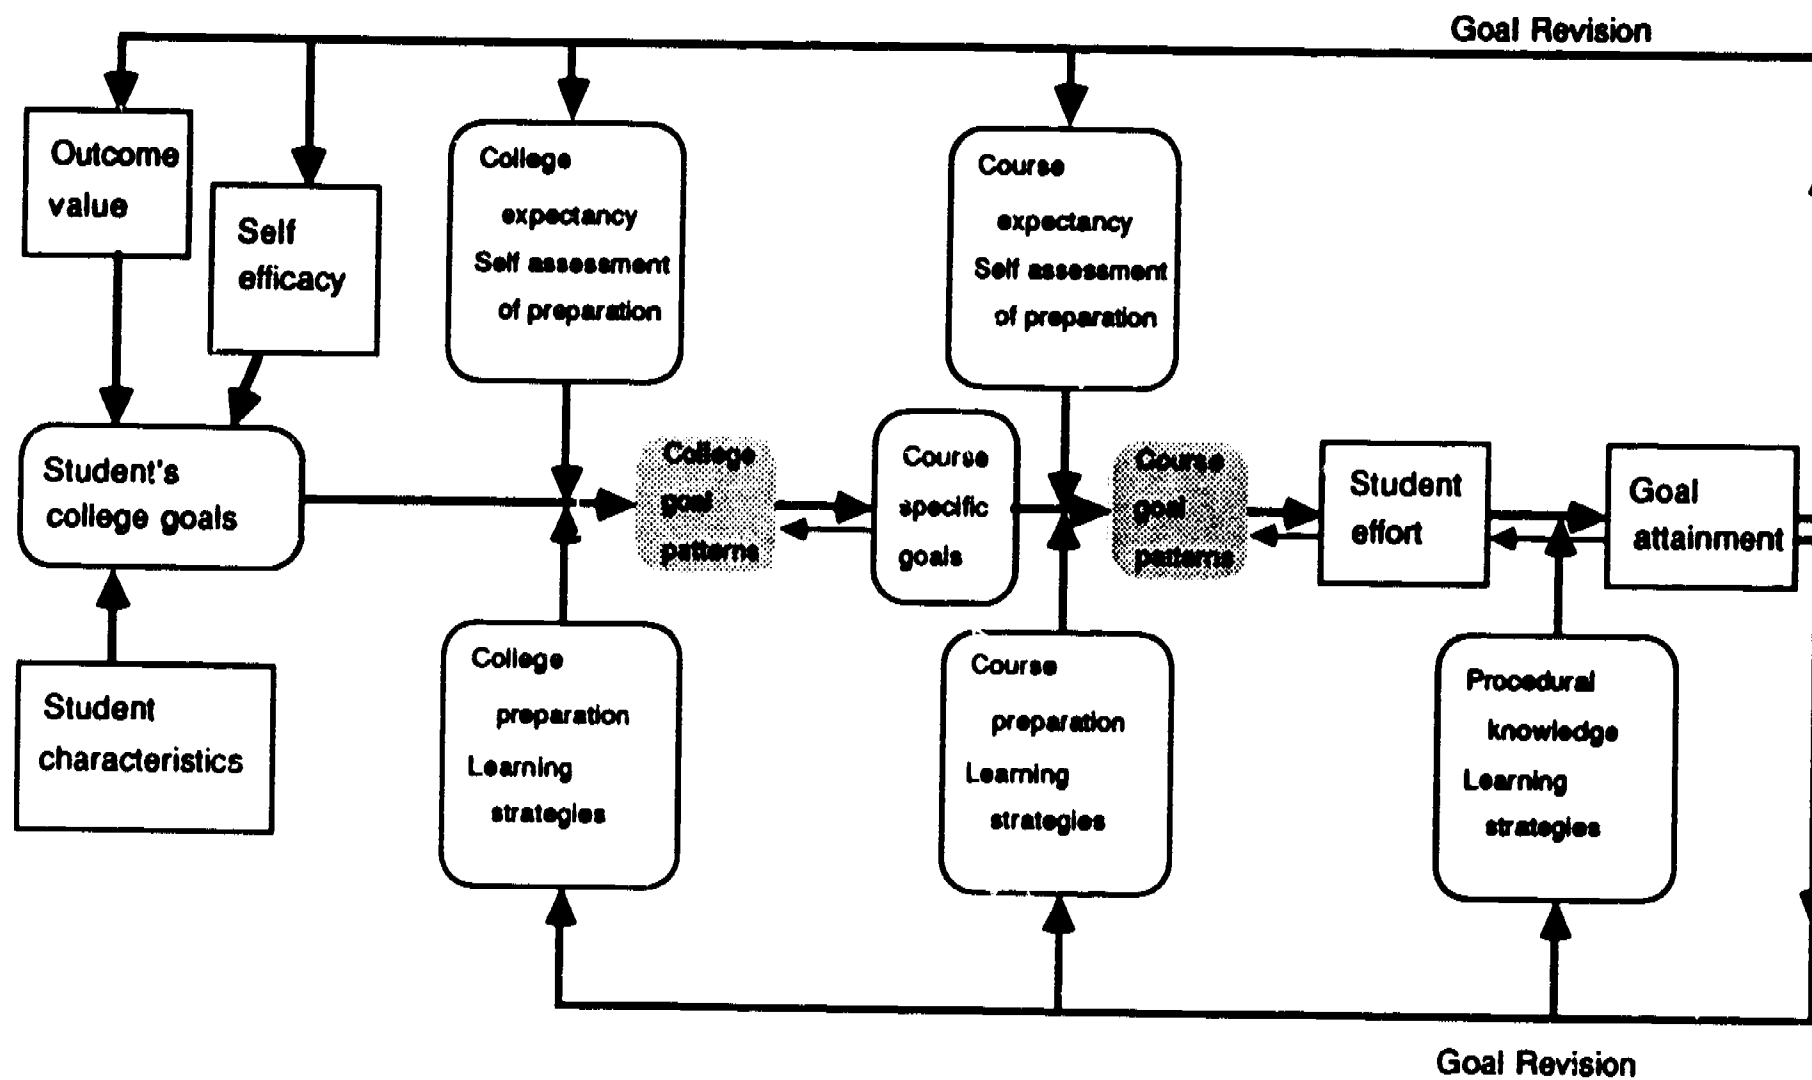 Goal Revision
Outcome
value
Self
efficacy
College
expectancy
Self assessment
of preparation
Course
expectancy
Self assessment
of preparation
Student's
college goals
College
goal
patterns
Course
specific
goals
Course
goal
patterns
Student
effort
Goal
attainment
Student
characteristics
College
preparation
Learning
strategies
Course
preparation
Learning
strategies
Procedural
knowledge
Learning
strategies
Goal Revision